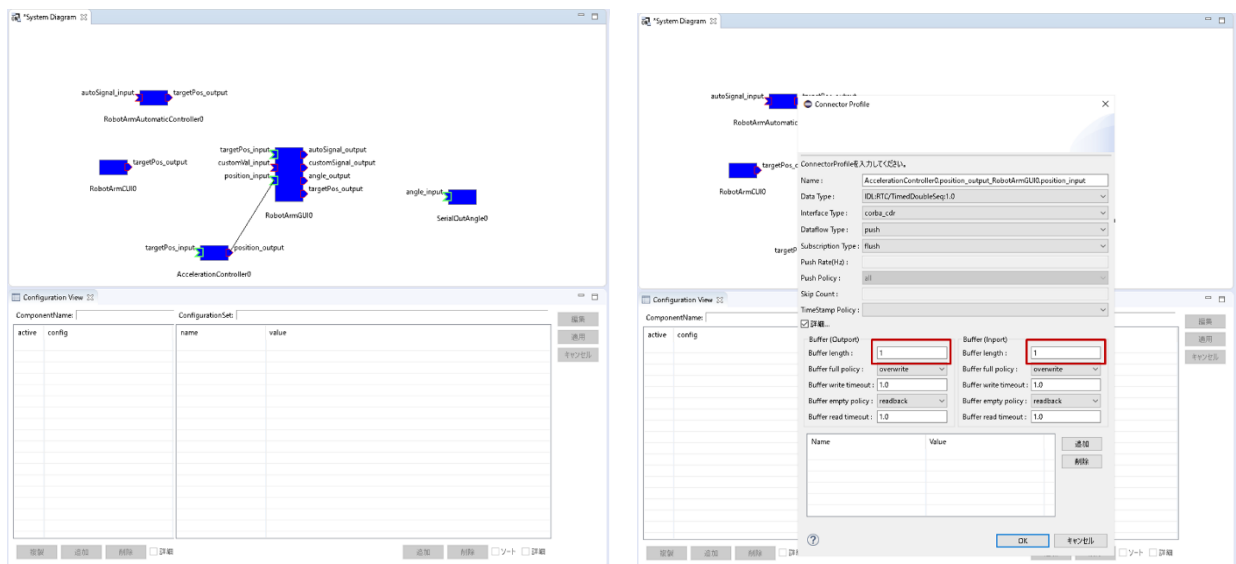 *System Diagram
autoSignal_input
targetPos_output
RobotArmAutomaticController0
targetPos_output
RobotArmCUI0
targetPos_input
customVal_input
position_input
autoSignal_output
customSignal_output
angle_output
targetPos_output
RobotArmGUI0
angle_input
SerialOutAngle0
targetPos_input
position_output
AccelerationController0
Configuration View
ComponentName:
ConfigurationSet:
active config
name value
編集
適用
キャンセル
複製 追加 削除 詳細
追加 削除 ソート 詳細
*System Diagram
autoSignal_input
RobotArmAutomatic
targetPos_
RobotArmCUI0
targetP
Configuration View
ComponentName:
active config
編集
適用
キャンセル
複製 追加 削除
ソート 詳細
Connector Profile
ConnectorProfileを入力してください。
Name : AccelerationController0.position_output_RobotArmGUI0.position_input
Data Type : IDL:RTC/TimedDoubleSeq:1.0
Interface Type : corba_cdr
Dataflow Type : push
Subscription Type : flush
Push Rate(Hz) :
Push Policy : all
Skip Count :
TimeStamp Policy :
詳細...
Buffer (Outport)
Buffer length : 1
Buffer full policy : overwrite
Buffer write timeout : 1.0
Buffer empty policy : readback
Buffer read timeout : 1.0
Buffer (Inport)
Buffer length : 1
Buffer full policy : overwrite
Buffer write timeout : 1.0
Buffer empty policy : readback
Buffer read timeout : 1.0
Name Value
追加
削除
OK キャンセル